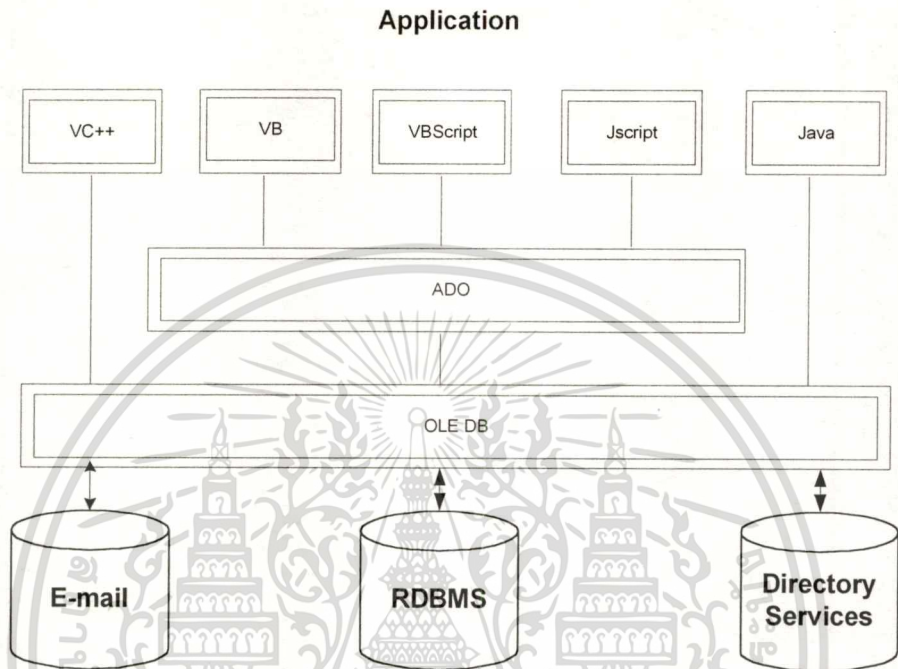 Application
VC++
VB
VBScript
Jscript
Java
ADO
OLE DB
E-mail
RDBMS
Directory
Services